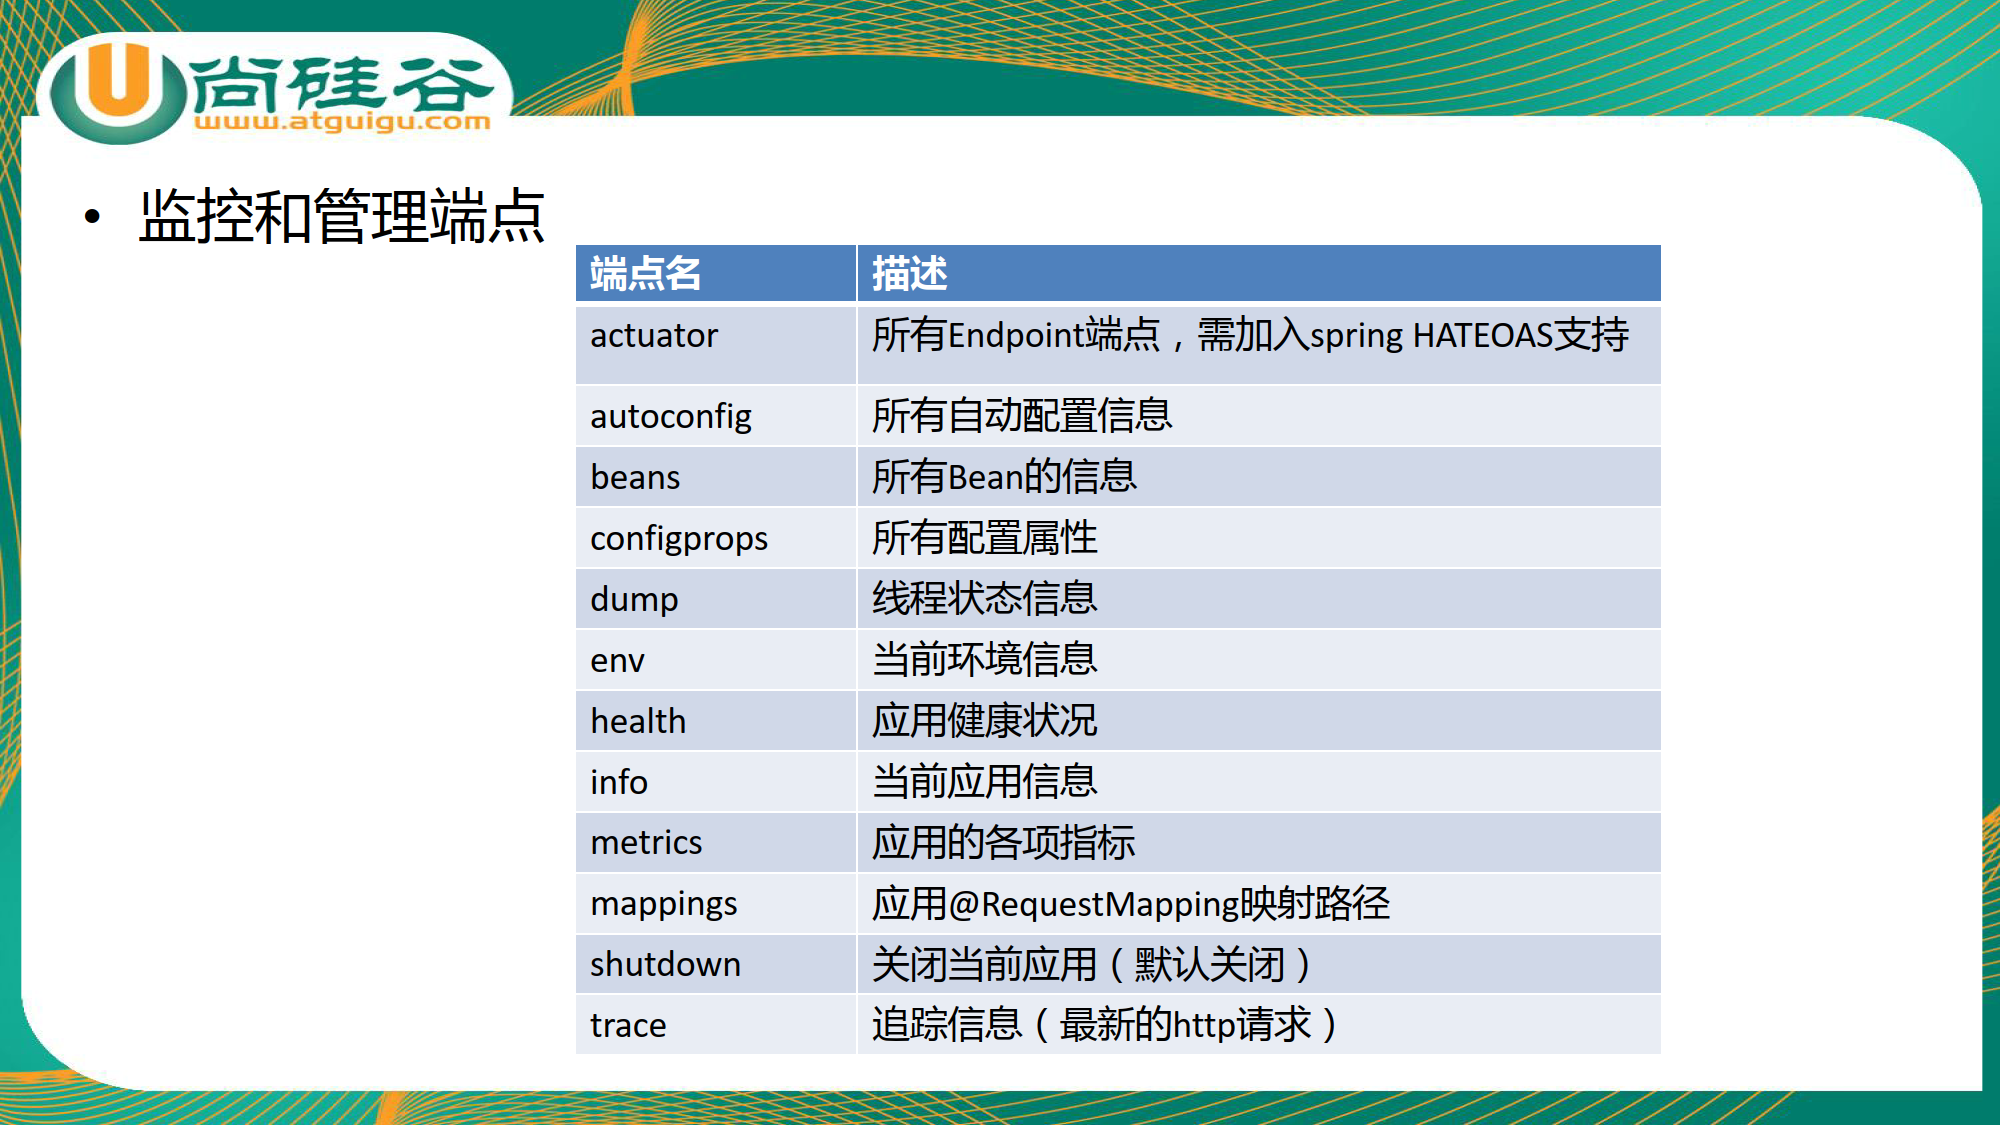 尚硅谷
www.atguigu.com
• 监控和管理端点
端点名 描述
actuator 所有Endpoint端点，需加入spring HATEOAS支持
autoconfig 所有自动配置信息
beans 所有Bean的信息
configprops 所有配置属性
dump 线程状态信息
env 当前环境信息
health 应用健康状况
info 当前应用信息
metrics 应用的各项指标
mappings 应用@RequestMapping映射路径
shutdown 关闭当前应用（默认关闭）
trace 追踪信息（最新的http请求）